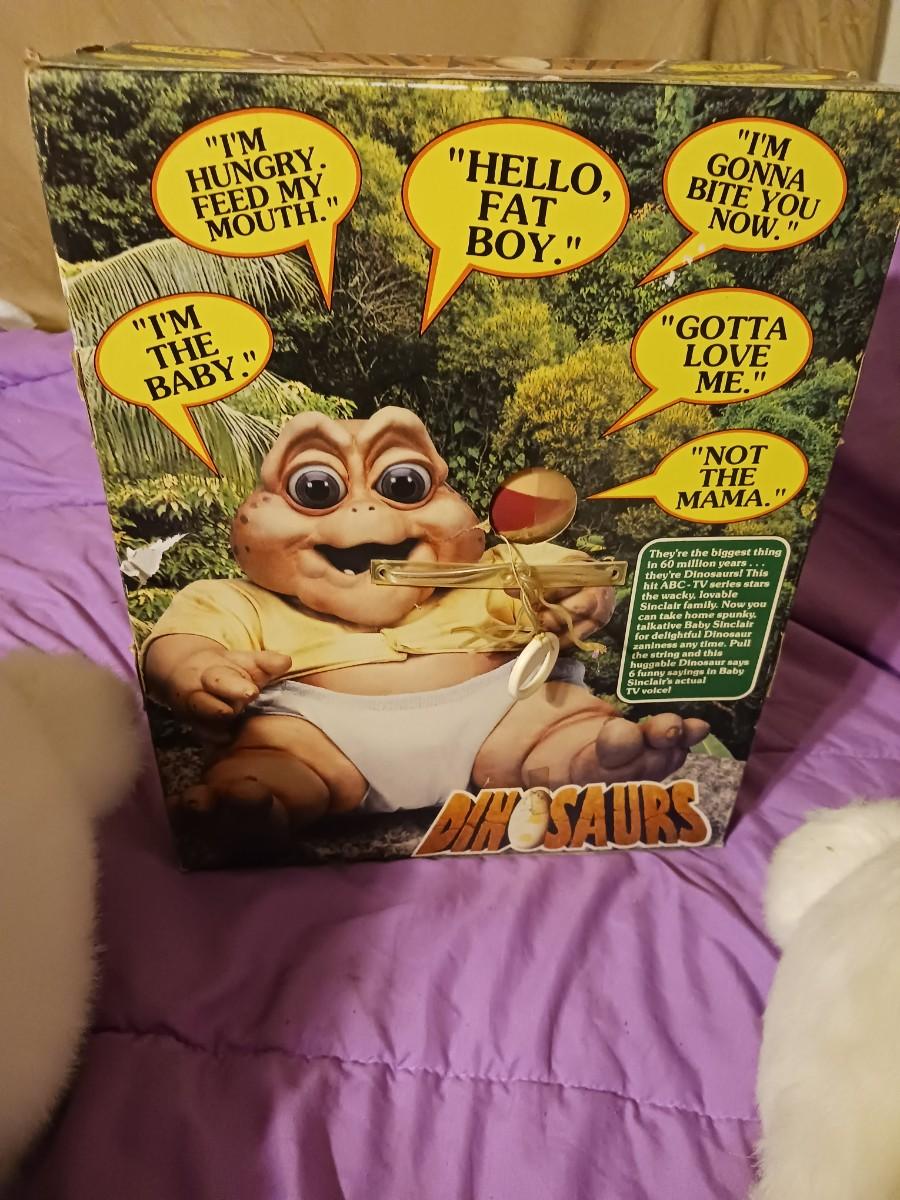 "I'M
HUNGRY.
FEED MY
MOUTH."
"HELLO,
FAT
BOY."
"I'M
GONNA
BITE YOU
NOW."
"I'M
THE
BABY."
"GOTTA
LOVE
ME."
"NOT
THE
MAMA."
They're the biggest thing
in 60 million years . . .
they're Dinosaurs! This
hit ABC-TV series stars
the wacky, lovable
Sinclair family. Now you
can take home spunky,
talkative Baby Sinclair
for delightful Dinosaur
zaniness any time. Pull
the string and this
huggable Dinosaur says
6 funny sayings in Baby
Sinclair's actual
TV voice!
DINOSAURS